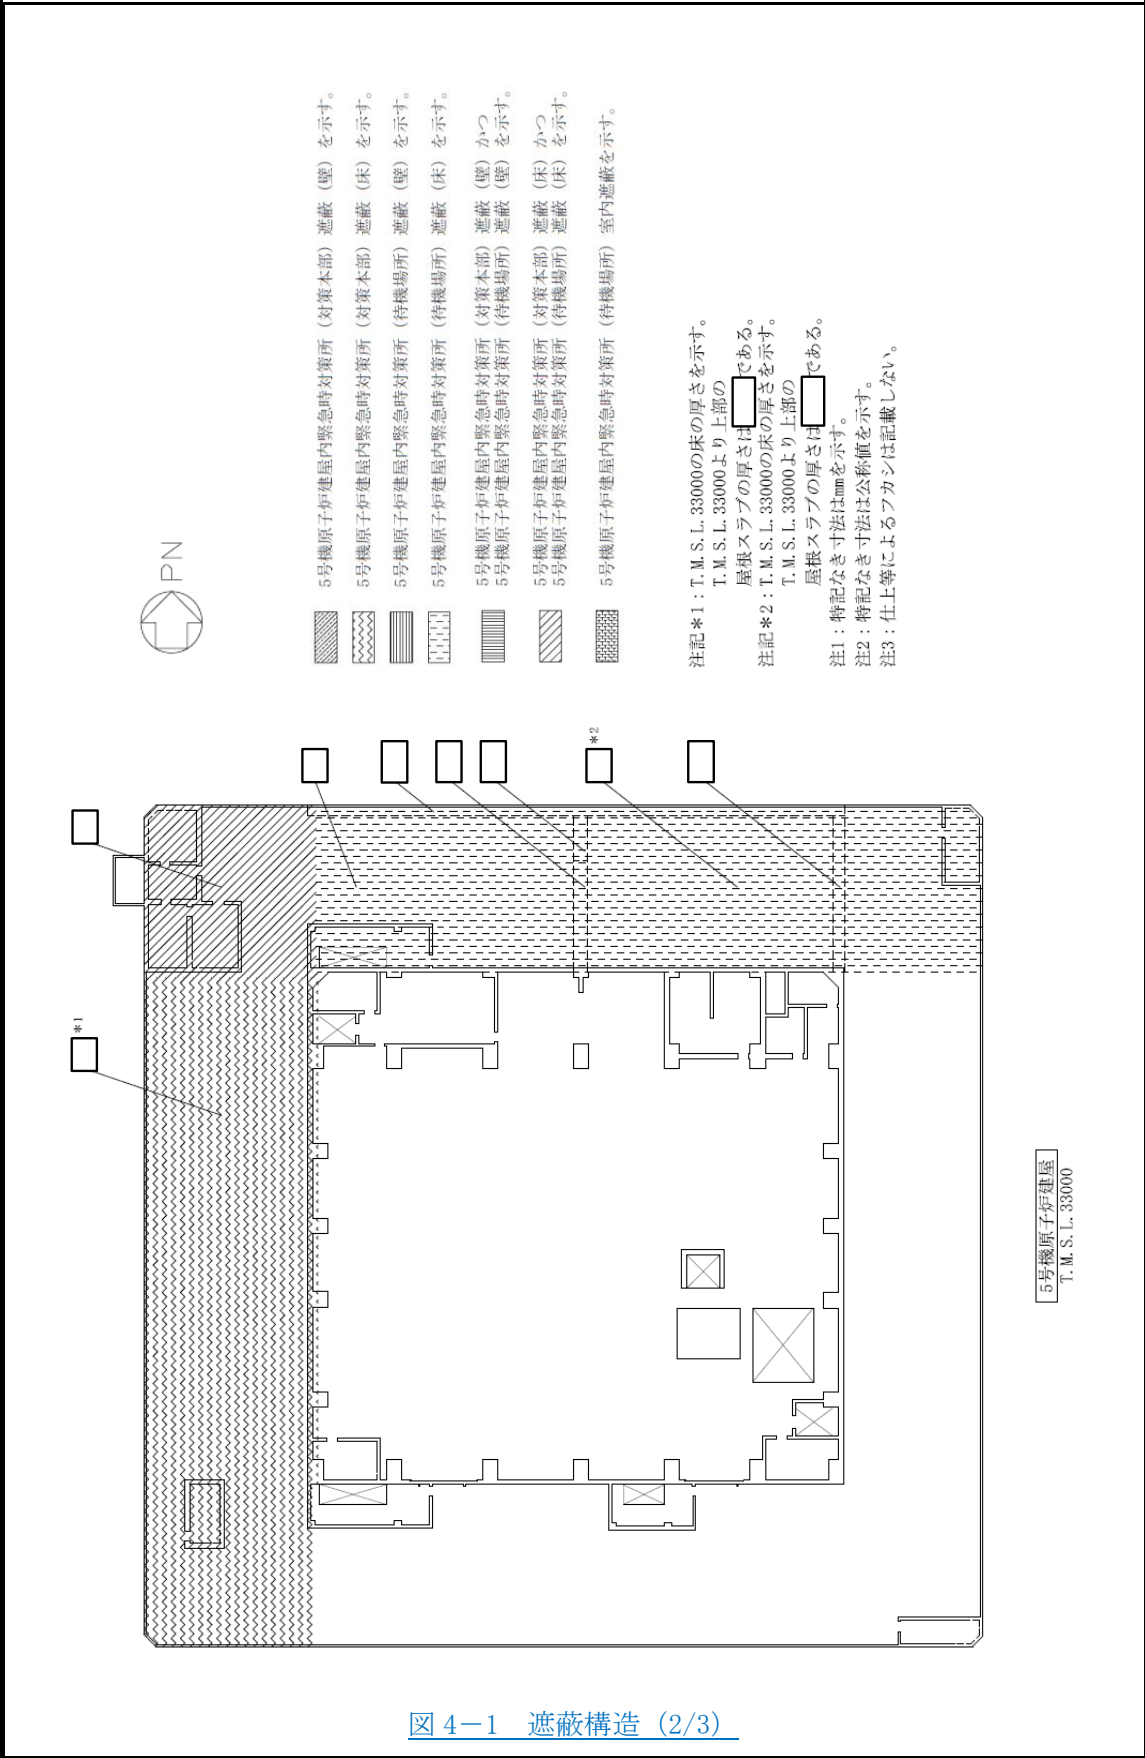 PN
5号機原子炉建屋内緊急時対策所（対策本部）遮蔽（壁）を示す。
5号機原子炉建屋内緊急時対策所（対策本部）遮蔽（床）を示す。
5号機原子炉建屋内緊急時対策所（待機場所）遮蔽（壁）を示す。
5号機原子炉建屋内緊急時対策所（待機場所）遮蔽（床）を示す。
5号機原子炉建屋内緊急時対策所（対策本部）遮蔽（壁）かつ
5号機原子炉建屋内緊急時対策所（待機場所）遮蔽（壁）を示す。
5号機原子炉建屋内緊急時対策所（対策本部）遮蔽（床）かつ
5号機原子炉建屋内緊急時対策所（待機場所）遮蔽（床）を示す。
5号機原子炉建屋内緊急時対策所（待機場所）室内遮蔽を示す。
注記＊1：T.M.S.L.33000の床の厚さを示す。
T.M.S.L.33000より上部の
屋根スラブの厚さは である。
注記＊2：T.M.S.L.33000の床の厚さを示す。
T.M.S.L.33000より上部の
屋根スラブの厚さは である。
注1：特記なき寸法はmmを示す。
注2：特記なき寸法は公称値を示す。
注3：仕上等によるフカシは記載しない。
＊1
＊2
5号機原子炉建屋
T.M.S.L.33000
図 4－1　遮蔽構造（2/3）